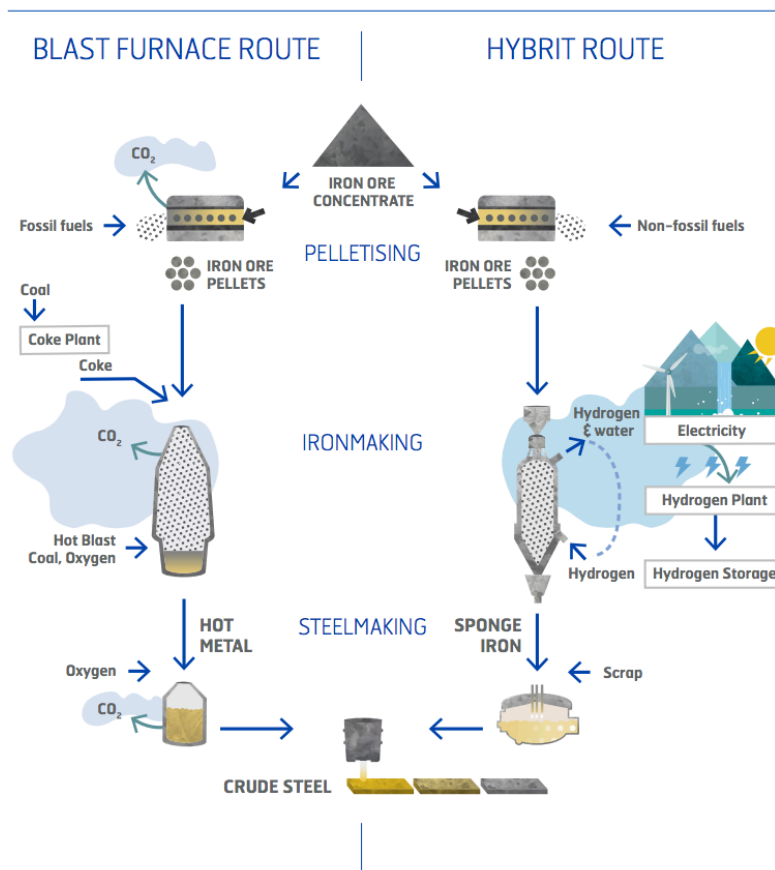 BLAST FURNACE ROUTE
HYBRIT ROUTE
CO₂
IRON ORE
CONCENTRATE
Fossil fuels
Non-fossil fuels
PELLETISING
IRON ORE
PELLETS
IRON ORE
PELLETS
Coal
Coke Plant
Coke
CO₂
IRONMAKING
Hydrogen
& water
Electricity
Hydrogen Plant
Hot Blast
Coal, Oxygen
Hydrogen
Hydrogen Storage
HOT
METAL
STEELMAKING
SPONGE
IRON
Oxygen
Scrap
CO₂
CRUDE STEEL